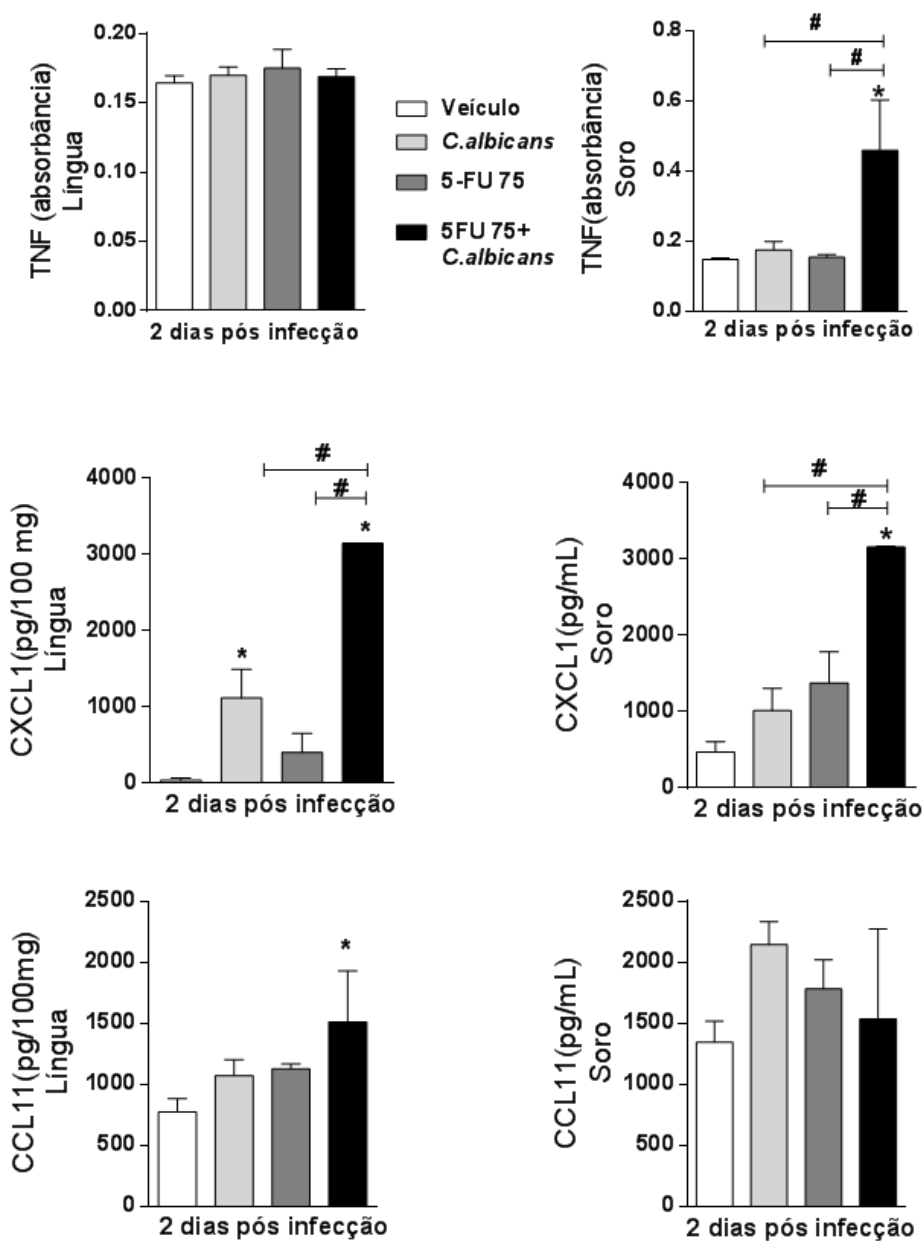 TNF (absorbância)
Língua
0.20
0.15
0.10
0.05
0.00
2 dias pós infecção
Veículo
C.albicans
5-FU 75
5FU 75+
C.albicans
TNF(absorbância)
Soro
0.8
0.6
0.4
0.2
0.0
#
#
*
2 dias pós infecção
CXCL1(pg/100 mg)
Língua
4000
3000
2000
1000
0
#
#
*
*
2 dias pós infecção
CXCL1(pg/mL)
Soro
4000
3000
2000
1000
0
#
#
*
2 dias pós infecção
CCL11(pg/100mg)
Língua
2500
2000
1500
1000
500
0
*
2 dias pós infecção
CCL11(pg/mL)
Soro
2500
2000
1500
1000
500
0
2 dias pós infecção